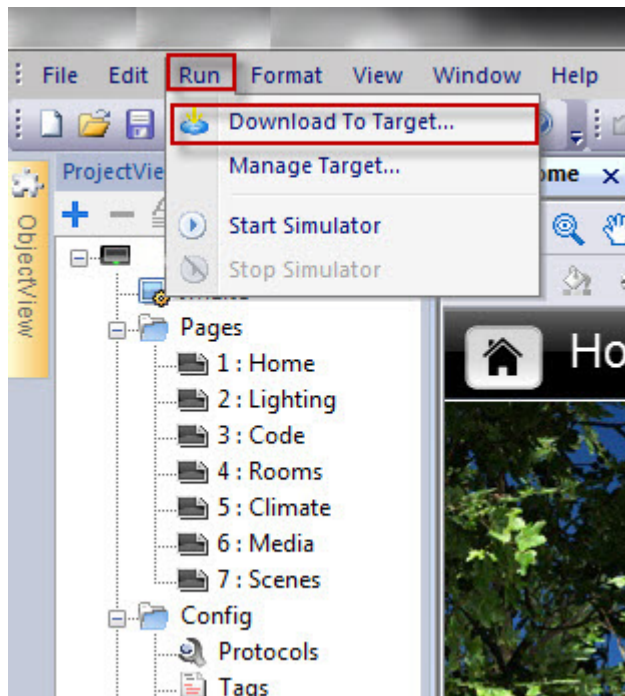 File Edit Run Format View Window Help
Download To Target...
Manage Target...
Start Simulator
Stop Simulator
ProjectVie
ome
ObjectView
Pages
1 : Home
2 : Lighting
3 : Code
4 : Rooms
5 : Climate
6 : Media
7 : Scenes
Config
Protocols
Tags
Ho